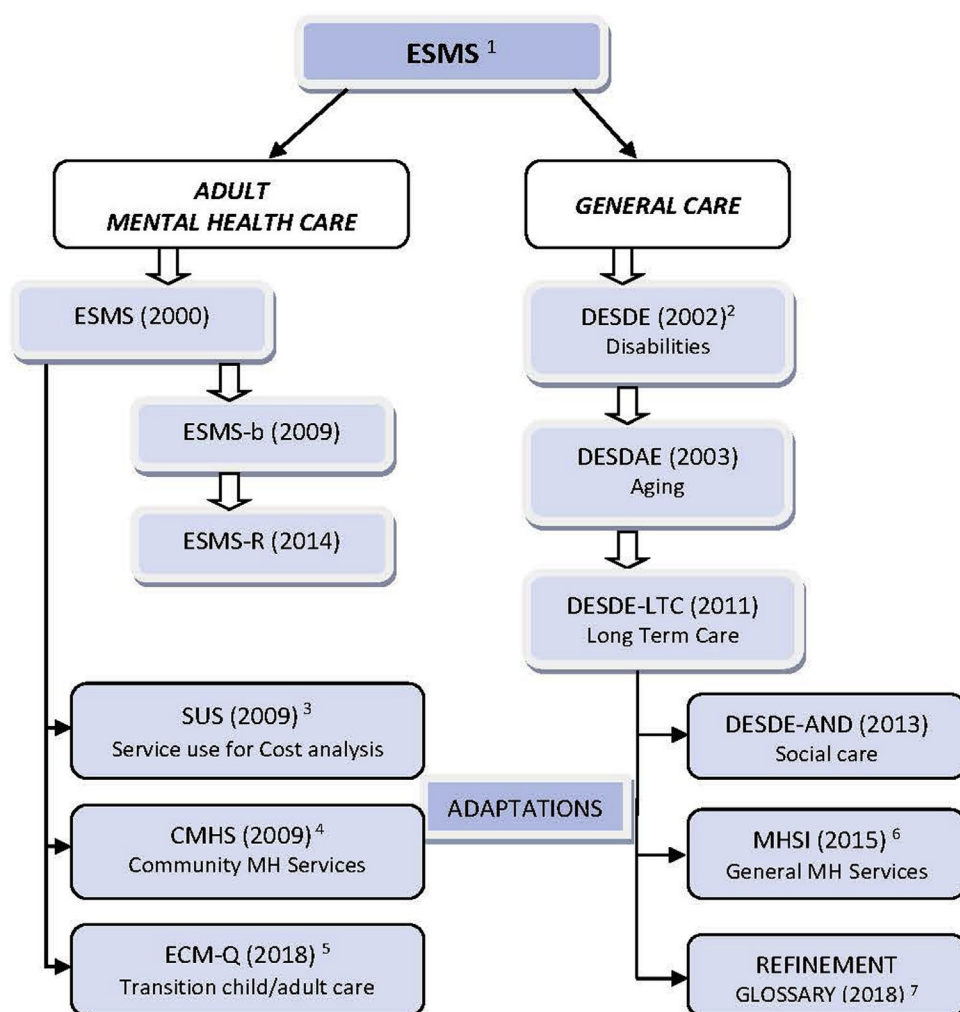 ESMS 1
ADULT
MENTAL HEALTH CARE
GENERAL CARE
ESMS (2000)
DESDE (2002)2
Disabilities
ESMS-b (2009)
DESDAE (2003)
Aging
ESMS-R (2014)
DESDE-LTC (2011)
Long Term Care
SUS (2009) 3
Service use for Cost analysis
DESDE-AND (2013)
Social care
ADAPTATIONS
CMHS (2009) 4
Community MH Services
MHSI (2015) 6
General MH Services
ECM-Q (2018) 5
Transition child/adult care
REFINEMENT
GLOSSARY (2018) 7